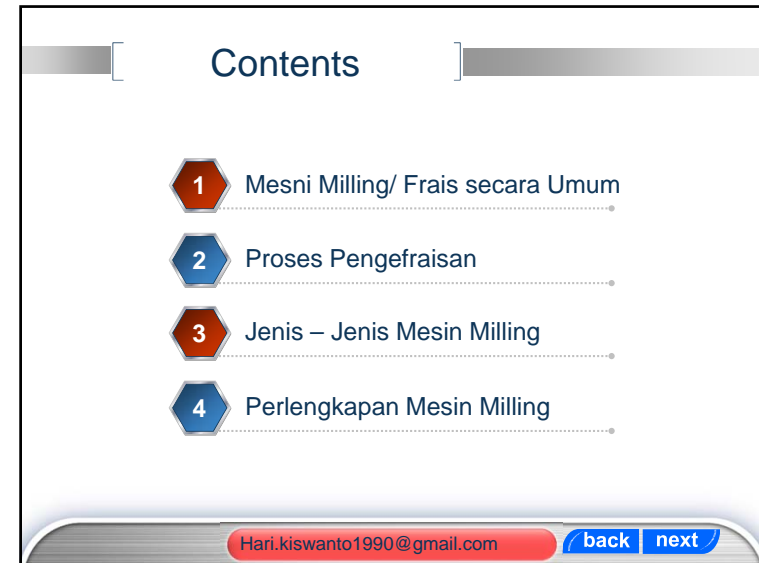 Contents
1 Mesni Milling/ Frais secara Umum
2 Proses Pengefraisan
3 Jenis – Jenis Mesin Milling
4 Perlengkapan Mesin Milling
Hari.kiswanto1990@gmail.com back next